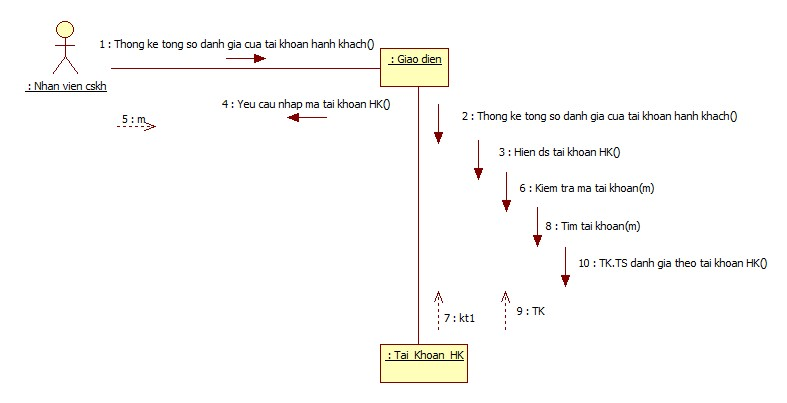 1 : Thong ke tong so danh gia cua tai khoan hanh khach()
: Giao dien
: Nhan vien cskh
4 : Yeu cau nhap ma tai khoan HK()
5 : m
2 : Thong ke tong so danh gia cua tai khoan hanh khach()
3 : Hien ds tai khoan HK()
6 : Kiem tra ma tai khoan(m)
8 : Tim tai khoan(m)
10 : TK.TS danh gia theo tai khoan HK()
7 : kt1
9 : TK
: Tai_Khoan_HK